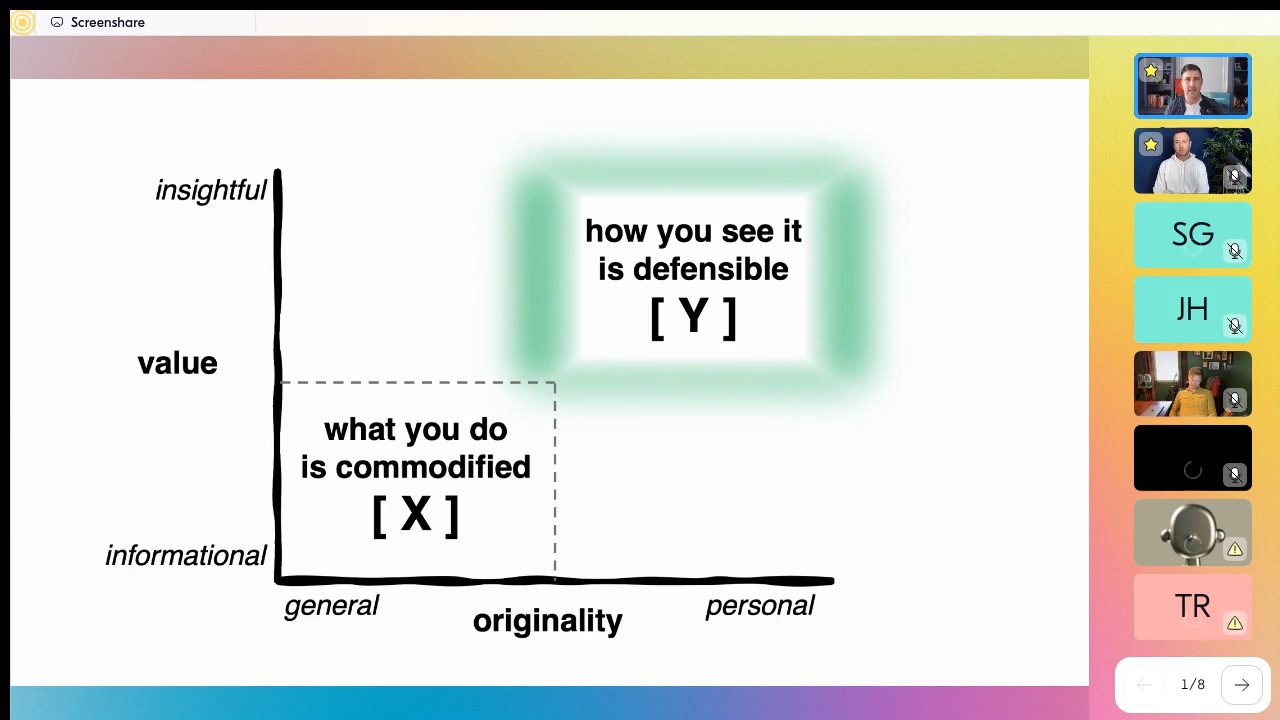 Screenshare
insightful
how you see it
is defensible
[ Y ]
value
what you do
is commodified
[ X ]
informational
general
originality
personal
SG
JH
TR
1/8